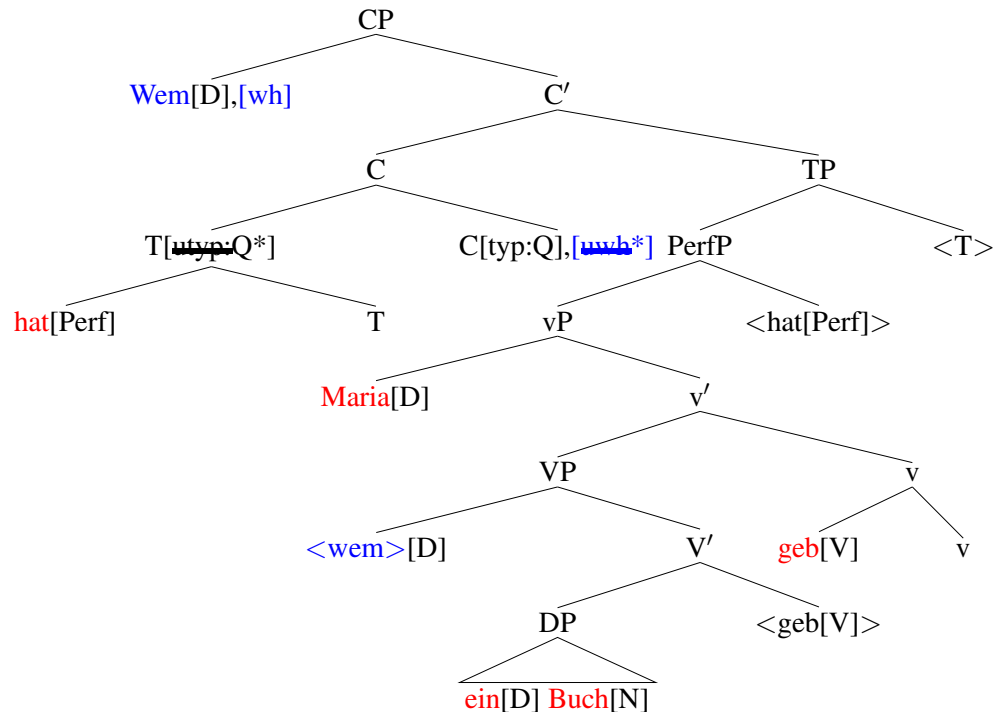 CP
Wem[D],[wh] C′
C TP
T[utyp:Q*] C[typ:Q],[uwh*] PerfP <T>
hat[Perf] T vP <hat[Perf]>
Maria[D] v′
VP v
<wem>[D] V′ geb[V] v
DP <geb[V]>
ein[D] Buch[N]